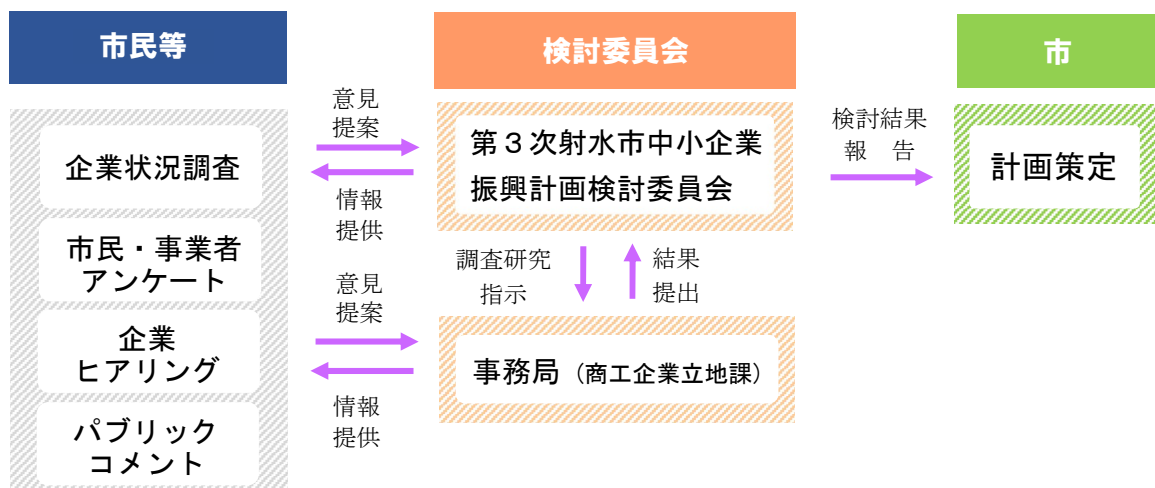 市民等
企業状況調査
市民・事業者
アンケート
企業
ヒアリング
パブリック
コメント
意見
提案
情報
提供
意見
提案
情報
提供
検討委員会
第3次射水市中小企業
振興計画検討委員会
調査研究
指示
結果
提出
事務局（商工企業立地課）
検討結果
報　告
市
計画策定